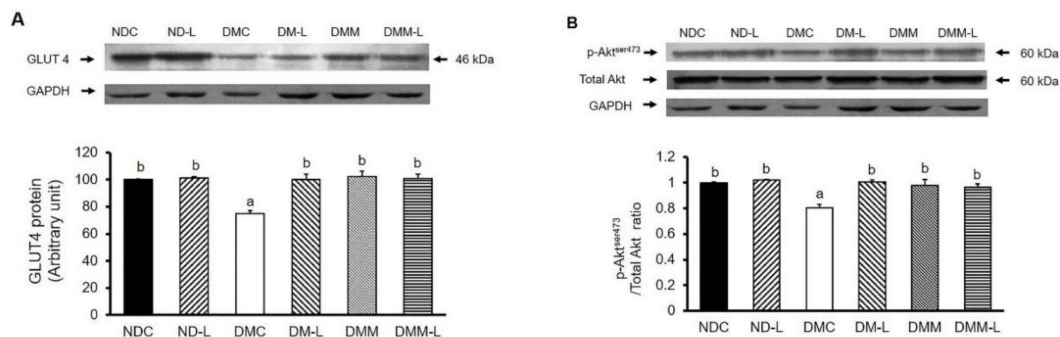 A
NDC ND-L DMC DM-L DMM DMM-L
GLUT 4
46 kDa
GAPDH
GLUT4 protein
(Arbitrary unit)
120
100
80
60
40
20
0
b b a b b b
NDC ND-L DMC DM-L DMM DMM-L
B
NDC ND-L DMC DM-L DMM DMM-L
p-Aktser473
60 kDa
Total Akt
60 kDa
GAPDH
p-Aktser473
/Total Akt ratio
1.2
1
0.8
0.6
0.4
0.2
0
b b a b b b
NDC ND-L DMC DM-L DMM DMM-L